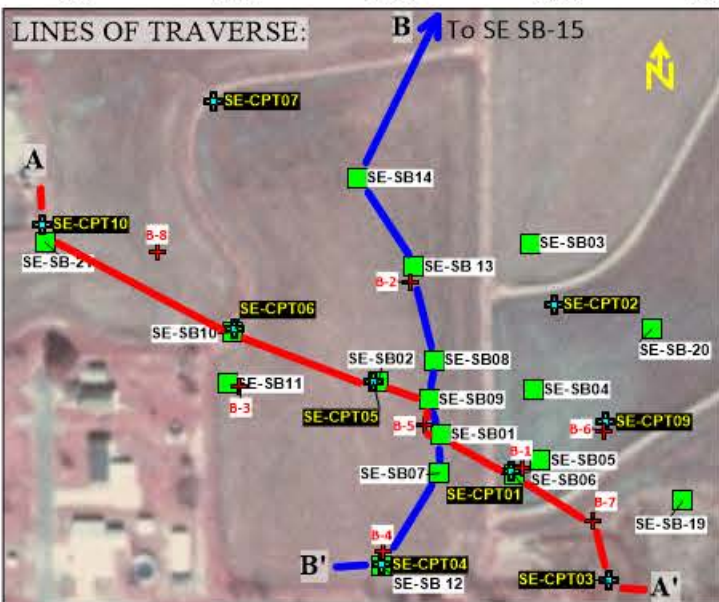 LINES OF TRAVERSE:
B
To SE SB-15
N
SE-CPT07
A
SE-SB14
SE-CPT10
B-8
SE-SB-21
SE-SB03
SE-SB 13
B-2
SE-CPT06
SE-CPT02
SE-SB10
SE-SB-20
SE-SB08
SE-SB02
SE-SB11
B-3
SE-SB04
SE-SB09
SE-CPT05
SE-CPT09
B-5
B-6
SE-SB01
B-1
SE-SB05
SE-SB07
SE-SB06
SE-CPT01
B-7
SE-SB-19
B-4
B'
SE-CPT04
SE-SB 12
SE-CPT03
A'